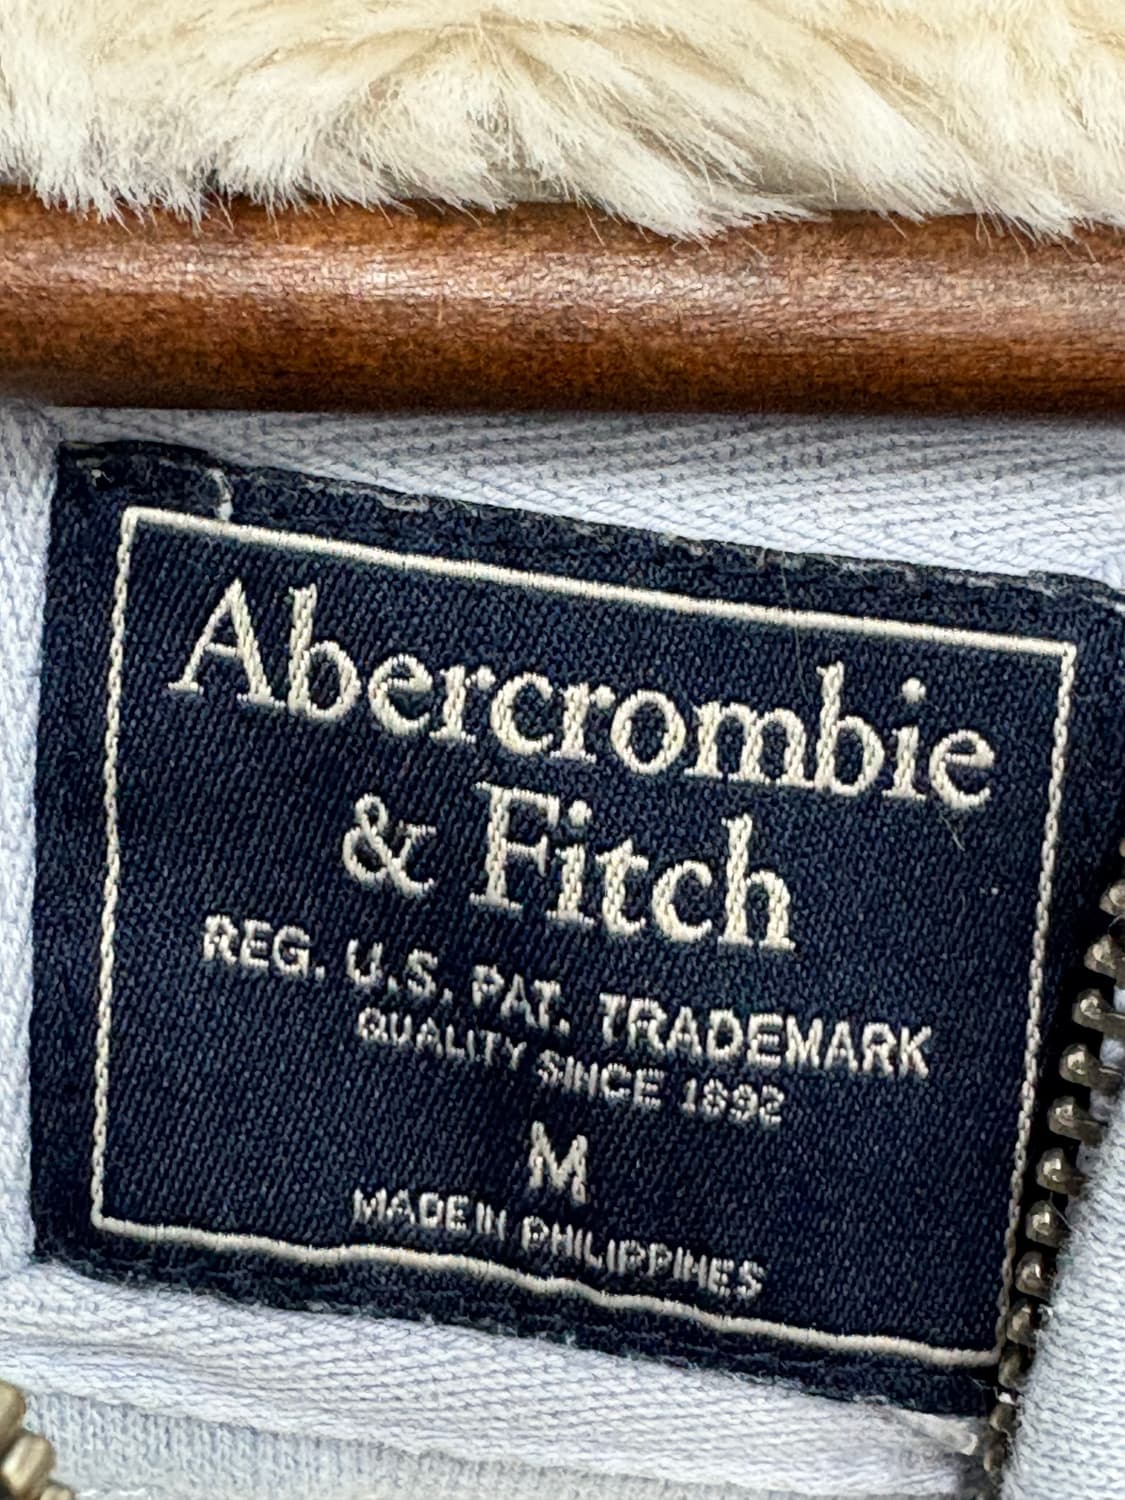 Abercrombie
& Fitch
REG. U.S. PAT. TRADEMARK
QUALITY SINCE 1892
M
MADE IN PHILIPPINES